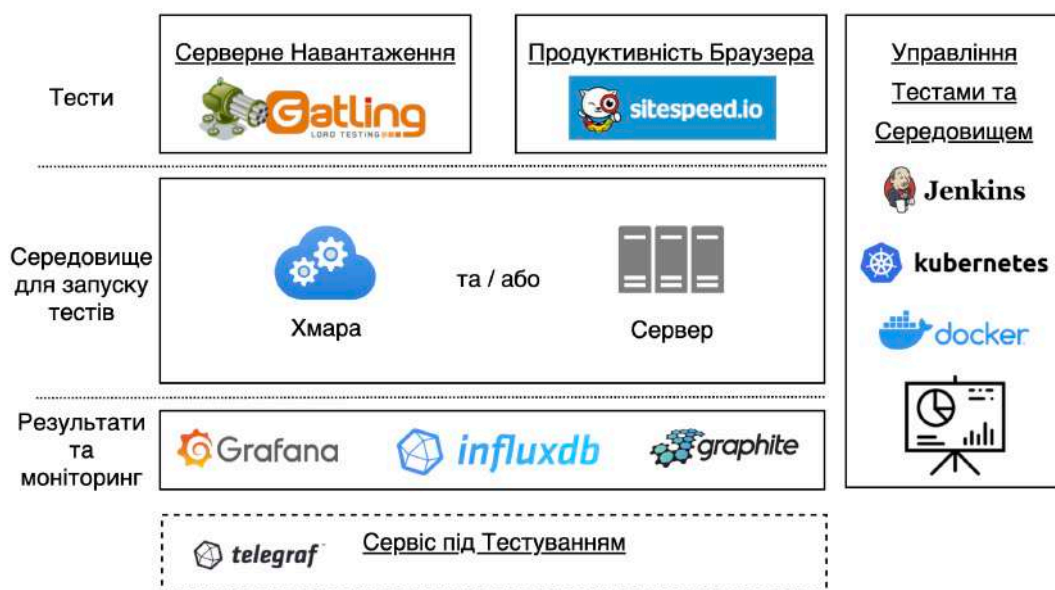 Тести
Серверне Навантаження
Gatling
LOAD TESTING
Продуктивність Браузера
sitespeed.io
Управління
Тестами та
Середовищем
Jenkins
kubernetes
docker
Середовище
для запуску
тестів
Хмара
та / або
Сервер
Результати
та
моніторинг
Grafana
influxdb
graphite
telegraf
Сервіс під Тестуванням